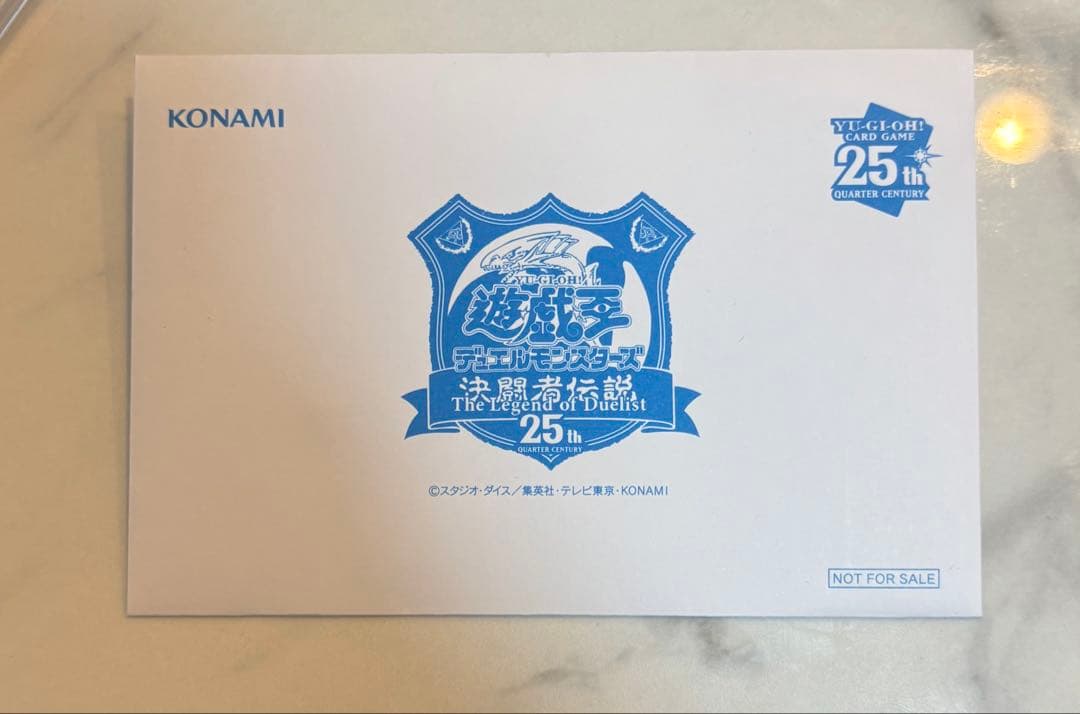 KONAMI
YU-GI-OH!
CARD GAME
25th
QUARTER CENTURY
YU-GI-OH!
遊☆戯☆王
デュエルモンスターズ
決闘者伝説
The Legend of Duelist
25th
QUARTER CENTURY
©スタジオ・ダイス／集英社・テレビ東京・KONAMI
NOT FOR SALE